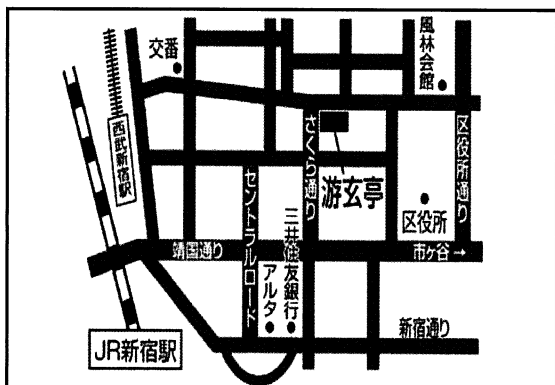 交番
風林会館
西武新宿駅
さくら通り
区役所通り
游玄亭
セントラルロード
区役所
三井住友銀行
アルタ
靖国通り
市ヶ谷→
新宿通り
JR新宿駅